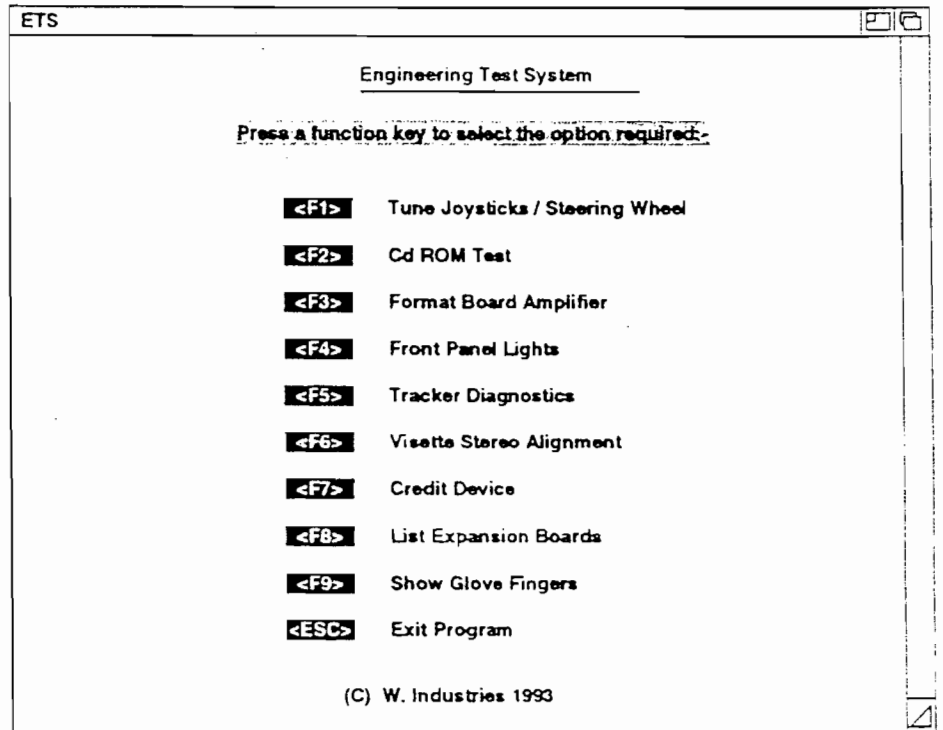 ETS
Engineering Test System
Press a function key to select the option required:-
<F1> Tune Joysticks / Steering Wheel
<F2> Cd ROM Test
<F3> Format Board Amplifier
<F4> Front Panel Lights
<F5> Tracker Diagnostics
<F6> Visette Stereo Alignment
<F7> Credit Device
<F8> List Expansion Boards
<F9> Show Glove Fingers
<ESC> Exit Program
(C) W. Industries 1993